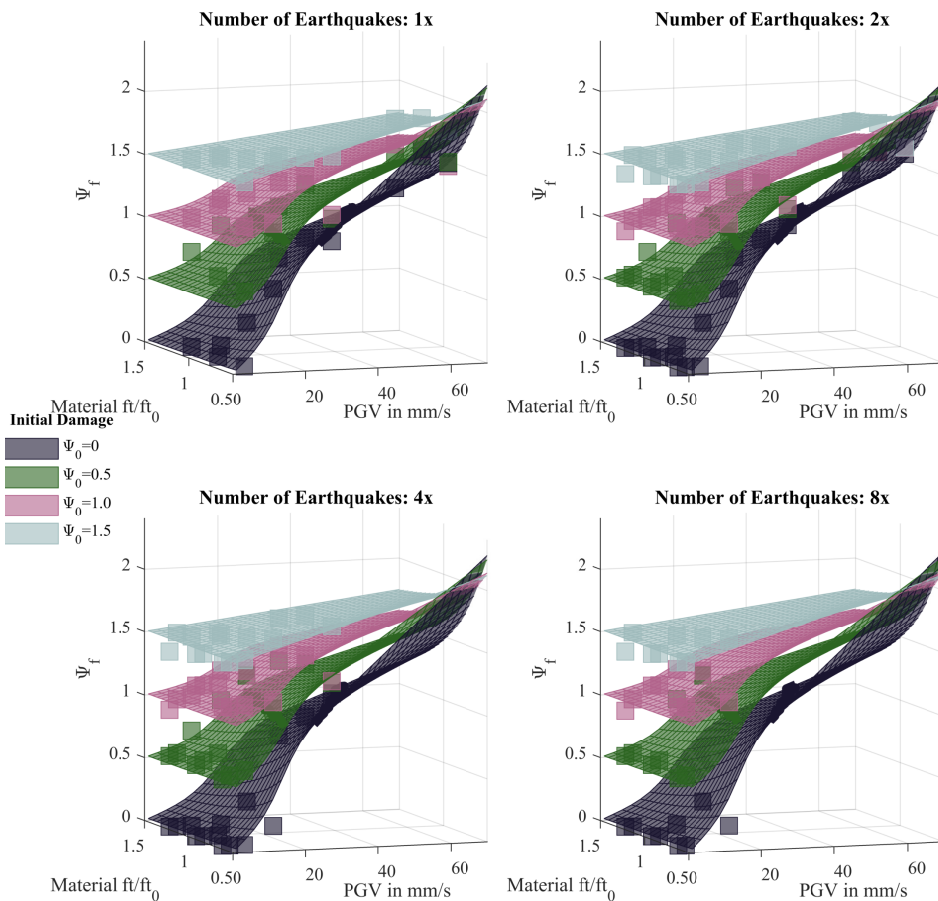 Number of Earthquakes: 1x
Number of Earthquakes: 2x
2
1.5
1
0.5
0
Ψf
1.5
1
0.50
20
40
60
Material ft/ft0
PGV in mm/s
2
1.5
1
0.5
0
Ψf
1.5
1
0.50
20
40
60
Material ft/ft0
PGV in mm/s
Initial Damage
Ψ0=0
Ψ0=0.5
Ψ0=1.0
Ψ0=1.5
Number of Earthquakes: 4x
Number of Earthquakes: 8x
2
1.5
1
0.5
0
Ψf
1.5
1
0.50
20
40
60
Material ft/ft0
PGV in mm/s
2
1.5
1
0.5
0
Ψf
1.5
1
0.50
20
40
60
Material ft/ft0
PGV in mm/s